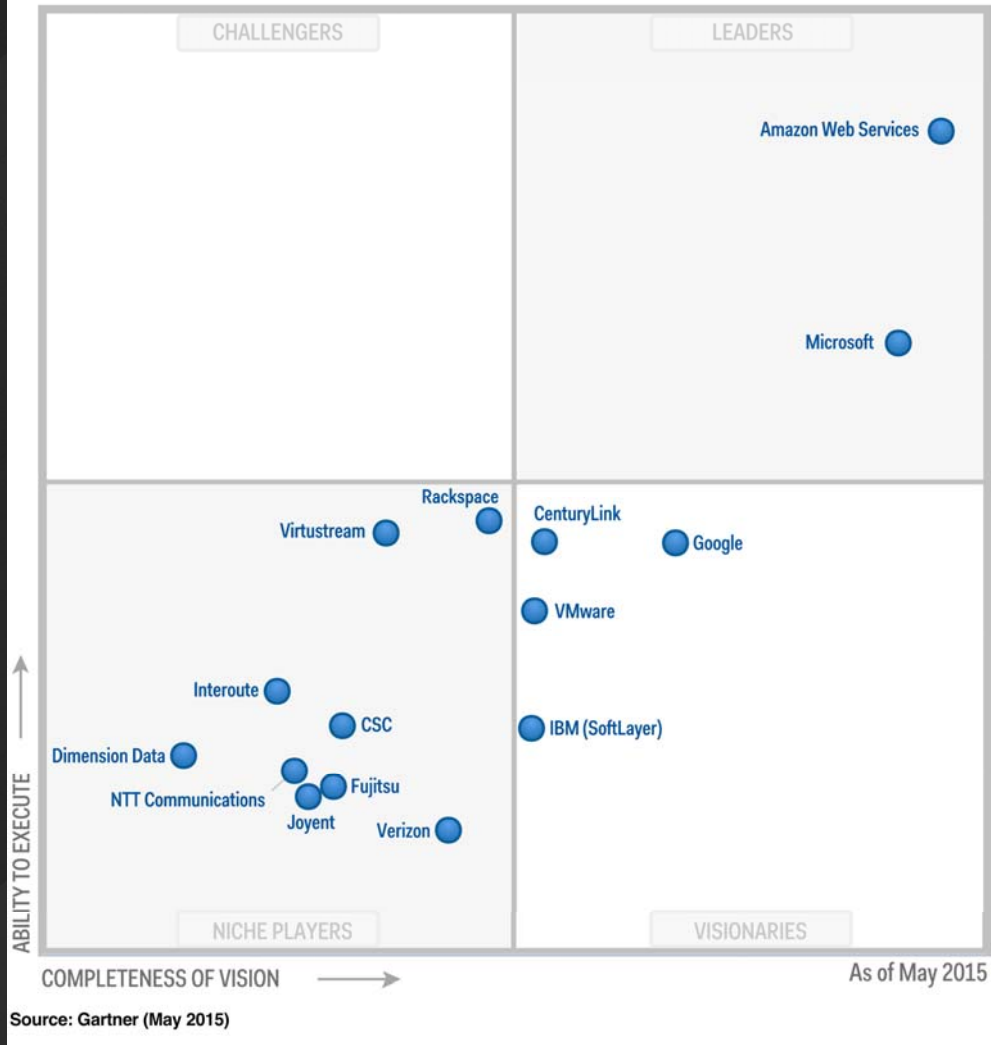 CHALLENGERS
LEADERS
Amazon Web Services
Microsoft
Rackspace
CenturyLink
Virtustream
Google
VMware
Interoute
CSC
IBM (SoftLayer)
Dimension Data
Fujitsu
NTT Communications
Joyent
Verizon
NICHE PLAYERS
VISIONARIES
ABILITY TO EXECUTE
COMPLETENESS OF VISION
As of May 2015
Source: Gartner (May 2015)